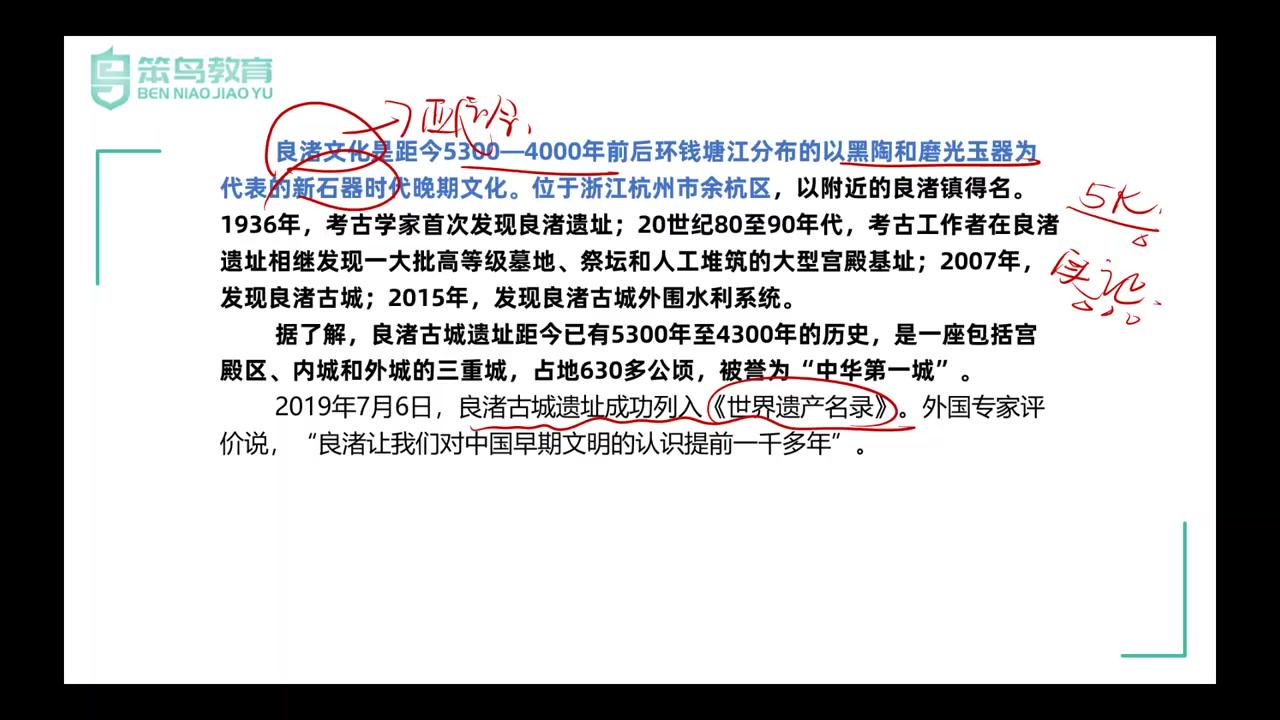 笨鸟教育
BEN NIAO JIAO YU
良渚文化是距今5300—4000年前后环钱塘江分布的以黑陶和磨光玉器为
代表的新石器时代晚期文化。位于浙江杭州市余杭区，以附近的良渚镇得名。
1936年，考古学家首次发现良渚遗址；20世纪80至90年代，考古工作者在良渚
遗址相继发现一大批高等级墓地、祭坛和人工堆筑的大型宫殿基址；2007年，
发现良渚古城；2015年，发现良渚古城外围水利系统。
据了解，良渚古城遗址距今已有5300年至4300年的历史，是一座包括宫
殿区、内城和外城的三重城，占地630多公顷，被誉为“中华第一城”。
2019年7月6日，良渚古城遗址成功列入《世界遗产名录》。外国专家评
价说，“良渚让我们对中国早期文明的认识提前一千多年”。
5K